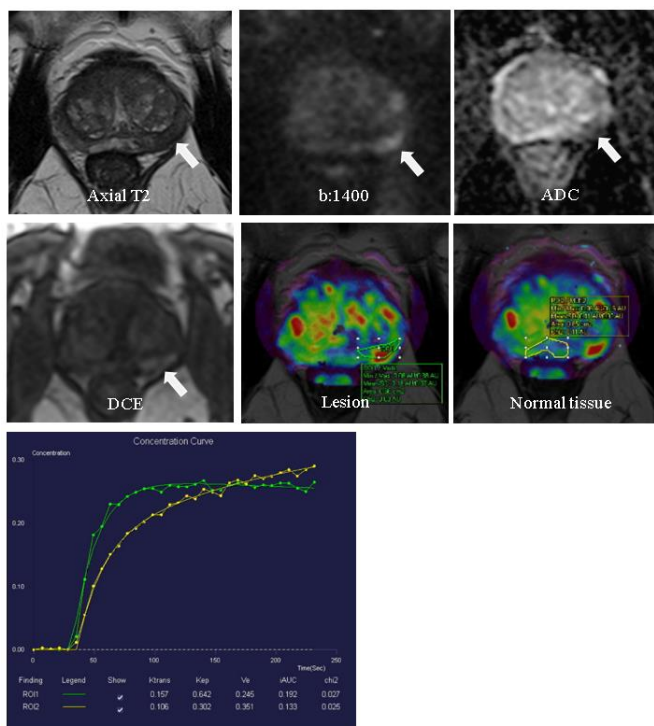 Axial T2
b:1400
ADC
DCE
Lesion
Normal tissue
Concentration Curve
Concentration
0.30
0.20
0.10
0.00
0 50 100 150 200 250
Time(Sec)
Finding Legend Show Ktrans Kep Ve iAUC chi2
ROI1 0.157 0.642 0.245 0.192 0.027
ROI2 0.106 0.302 0.351 0.133 0.025